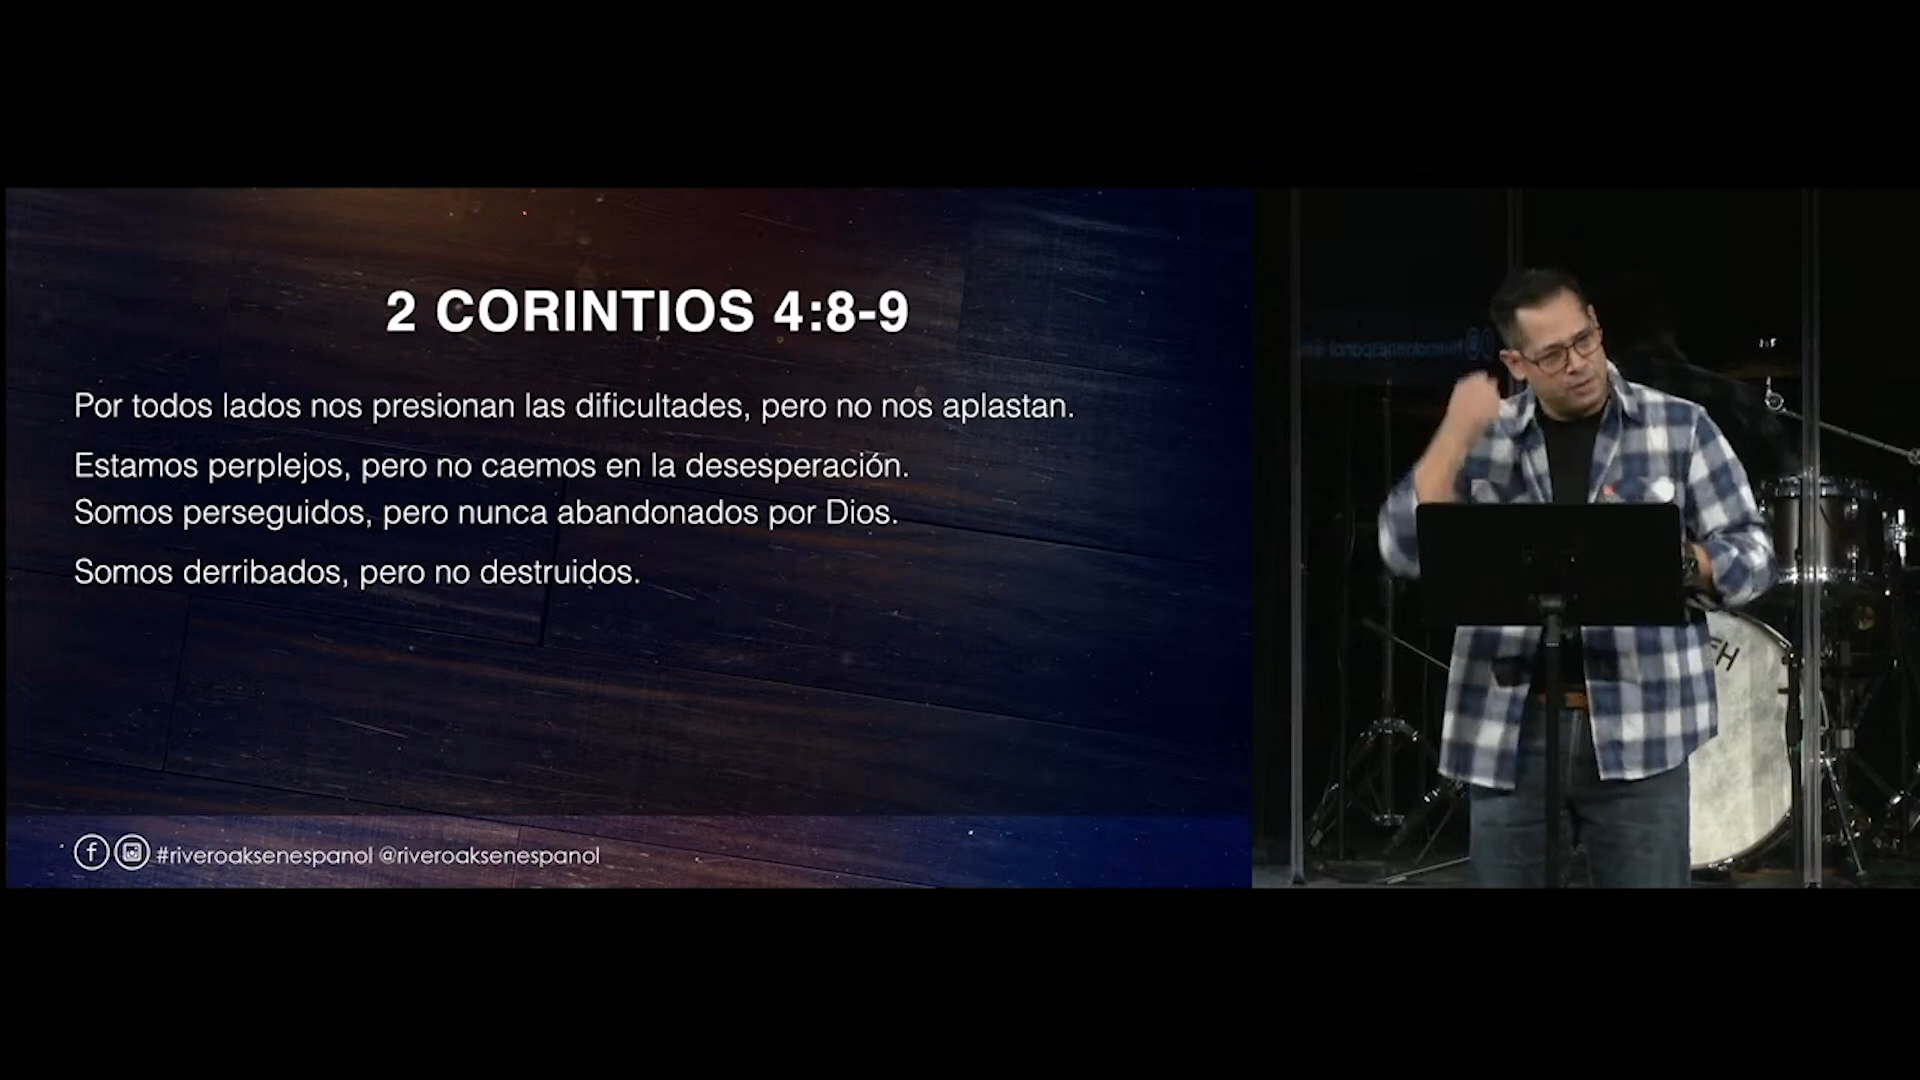 2 CORINTIOS 4:8-9
Por todos lados nos presionan las dificultades, pero no nos aplastan.
Estamos perplejos, pero no caemos en la desesperación.
Somos perseguidos, pero nunca abandonados por Dios.
Somos derribados, pero no destruidos.
#riveroaksenespanol @riveroaksenespanol